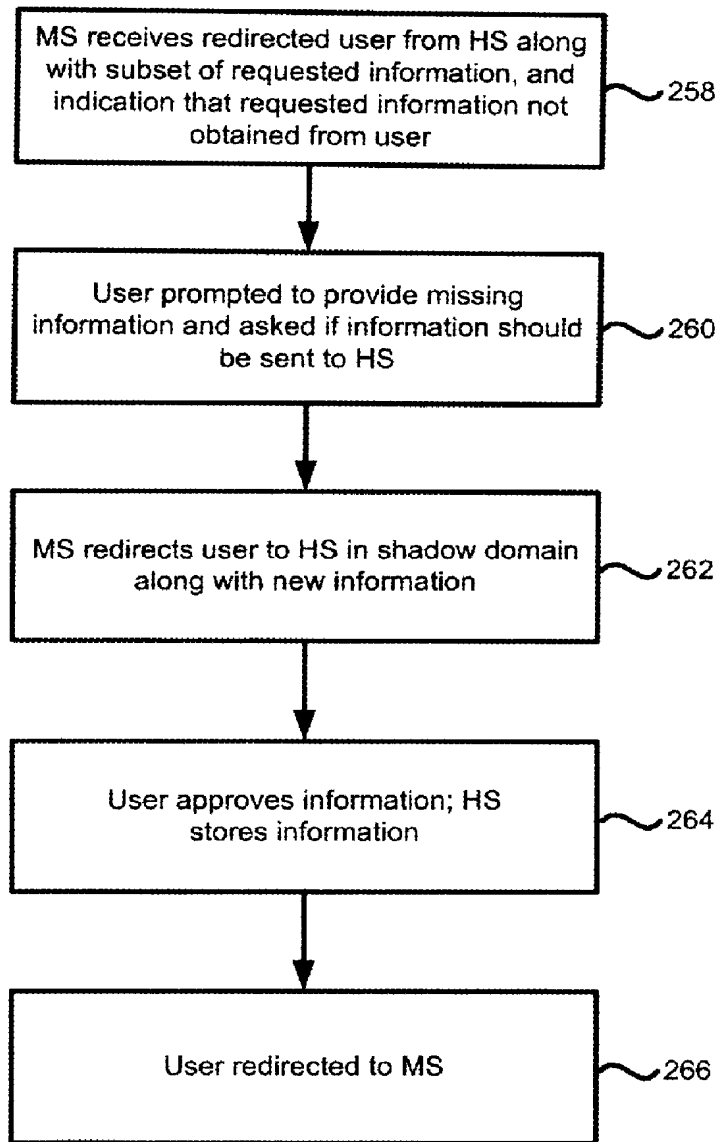 MS receives redirected user from HS along
with subset of requested information, and
indication that requested information not
obtained from user
258
User prompted to provide missing
information and asked if information should
be sent to HS
260
MS redirects user to HS in shadow domain
along with new information
262
User approves information; HS
stores information
264
User redirected to MS
266